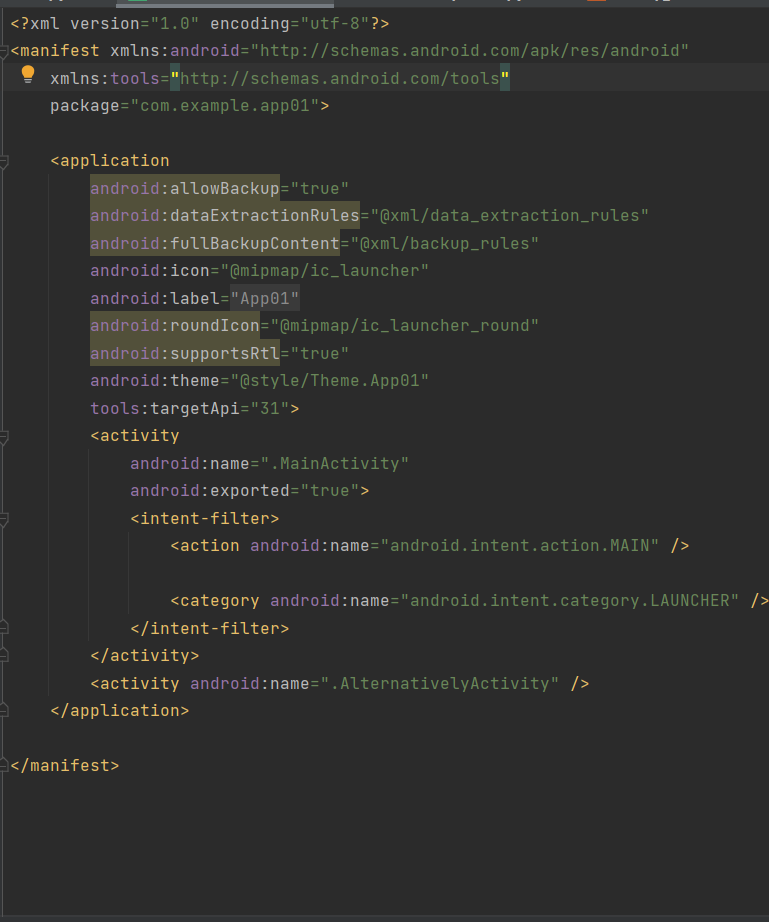 <?xml version="1.0" encoding="utf-8"?>
<manifest xmlns:android="http://schemas.android.com/apk/res/android"
    xmlns:tools="http://schemas.android.com/tools"
    package="com.example.app01">

    <application
        android:allowBackup="true"
        android:dataExtractionRules="@xml/data_extraction_rules"
        android:fullBackupContent="@xml/backup_rules"
        android:icon="@mipmap/ic_launcher"
        android:label="App01"
        android:roundIcon="@mipmap/ic_launcher_round"
        android:supportsRtl="true"
        android:theme="@style/Theme.App01"
        tools:targetApi="31">
        <activity
            android:name=".MainActivity"
            android:exported="true">
            <intent-filter>
                <action android:name="android.intent.action.MAIN" />

                <category android:name="android.intent.category.LAUNCHER" />
            </intent-filter>
        </activity>
        <activity android:name=".AlternativelyActivity" />
    </application>

</manifest>